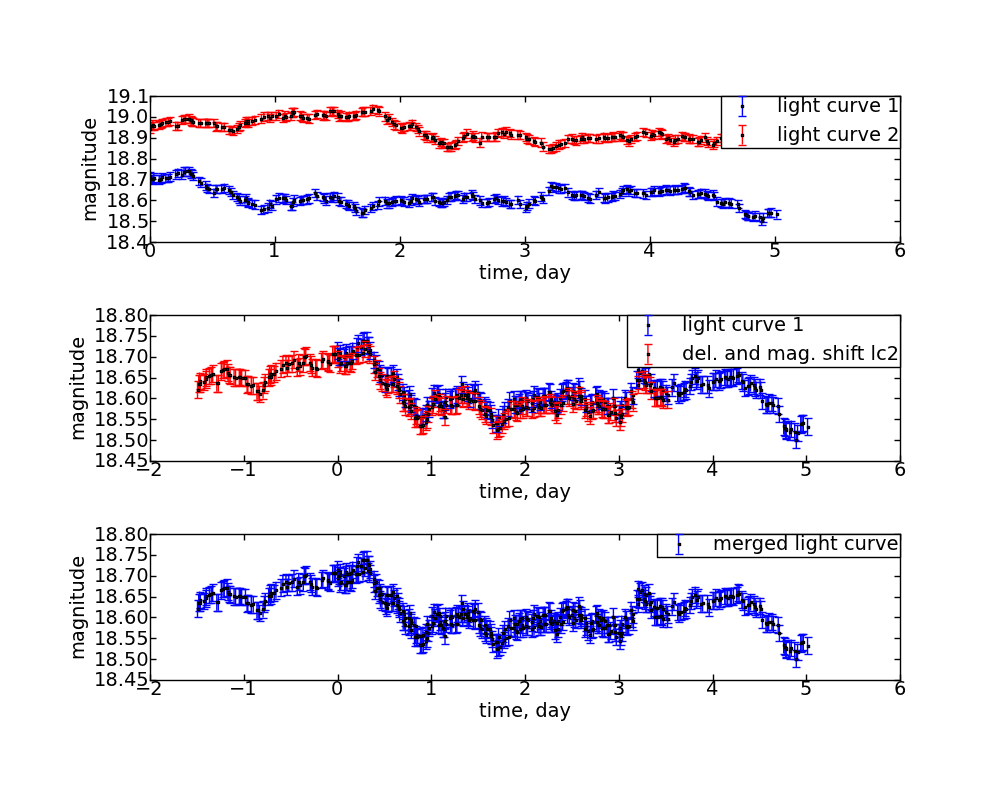 19.1
19.0
18.9
18.8
18.7
18.6
18.5
18.4
magnitude
light curve 1
light curve 2
0 1 2 3 4 5 6
time, day
18.80
18.75
18.70
18.65
18.60
18.55
18.50
18.45
magnitude
light curve 1
del. and mag. shift lc2
−2 −1 0 1 2 3 4 5 6
time, day
18.80
18.75
18.70
18.65
18.60
18.55
18.50
18.45
magnitude
merged light curve
−2 −1 0 1 2 3 4 5 6
time, day